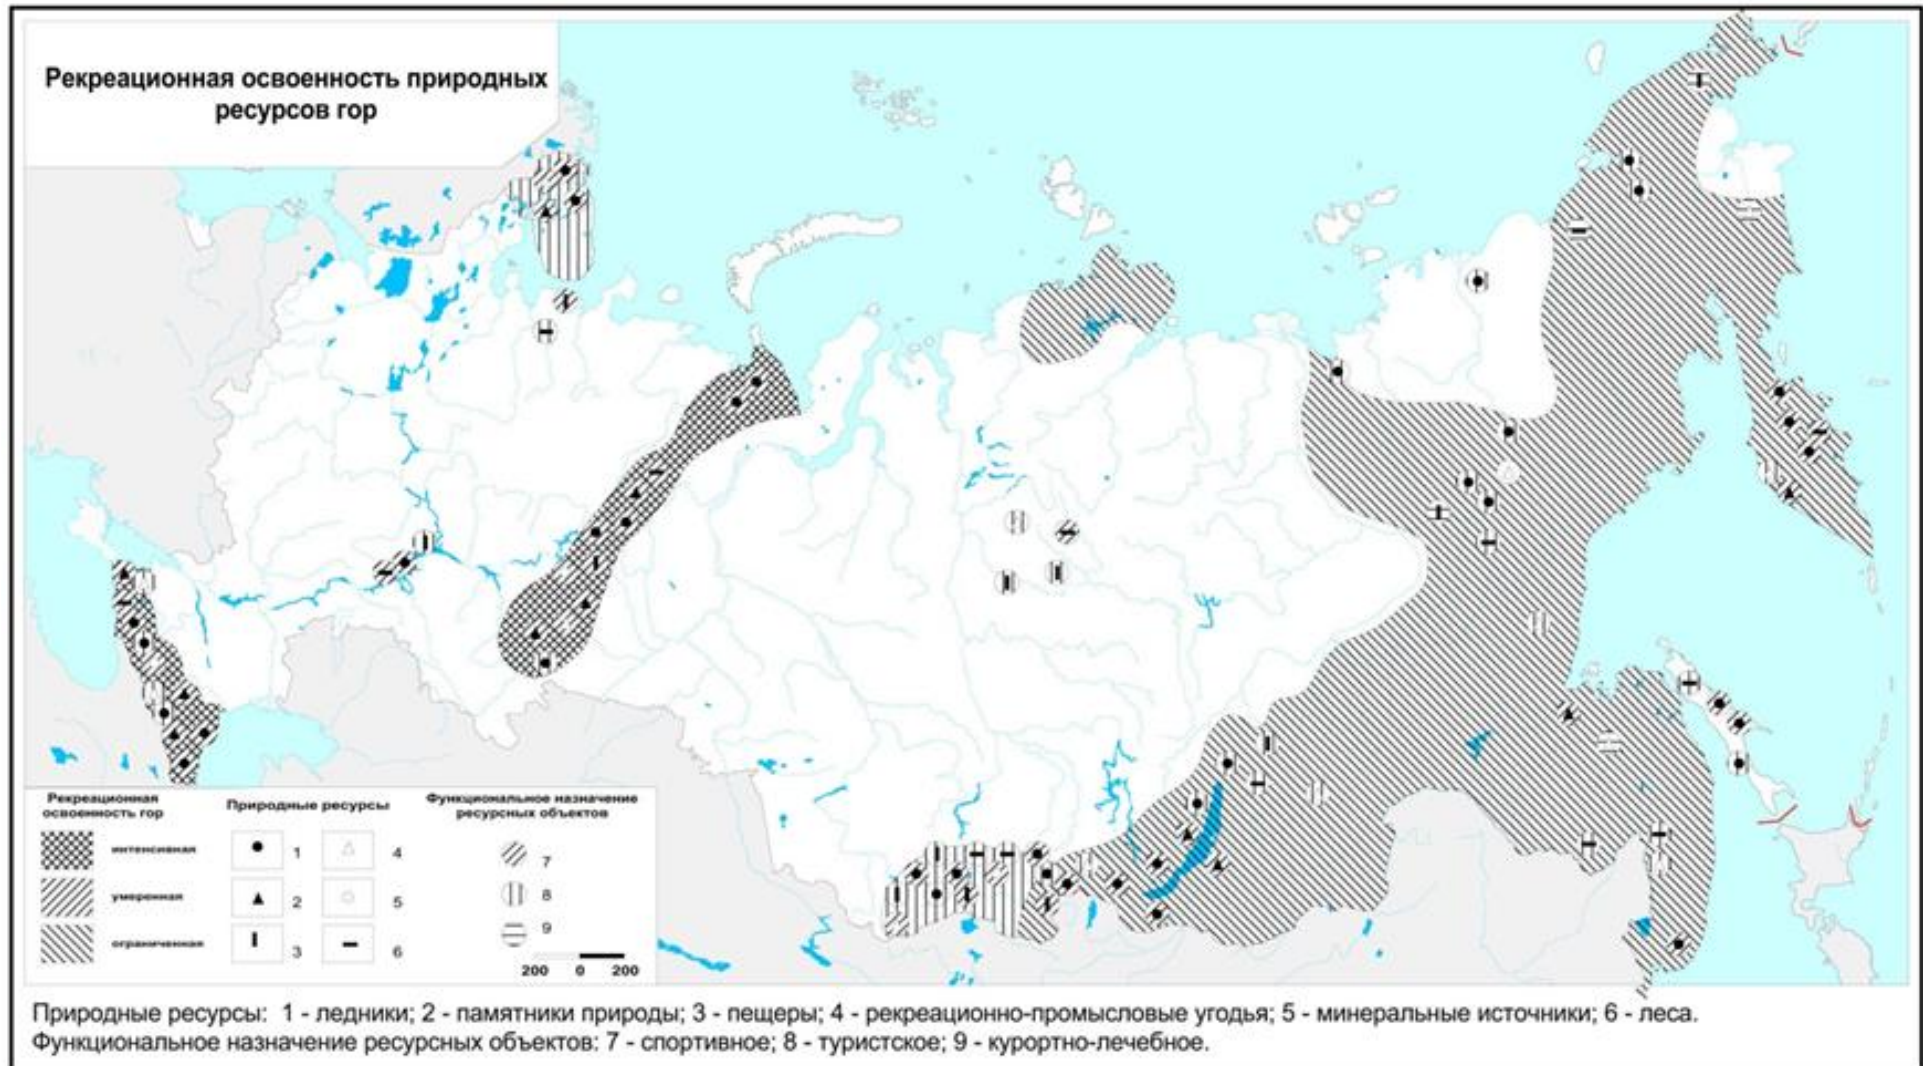 Рекреационная освоенность природных
ресурсов гор
Рекреационная
освоенность гор
интенсивная
умеренная
ограниченная
Природные ресурсы
1
2
3
4
5
6
Функциональное назначение
ресурсных объектов
7
8
9
200 0 200
Природные ресурсы: 1 - ледники; 2 - памятники природы; 3 - пещеры; 4 - рекреационно-промысловые угодья; 5 - минеральные источники; 6 - леса.
Функциональное назначение ресурсных объектов: 7 - спортивное; 8 - туристское; 9 - курортно-лечебное.